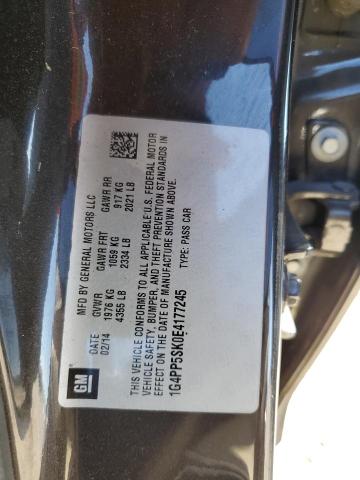 MFD BY GENERAL MOTORS LLC
DATE GVWR GAWR FRT GAWR RR
02/14 1976 KG 1059 KG 917 KG
4355 LB 2334 LB 2021 LB
THIS VEHICLE CONFORMS TO ALL APPLICABLE U.S. FEDERAL MOTOR
VEHICLE SAFETY, BUMPER, AND THEFT PREVENTION STANDARDS IN
EFFECT ON THE DATE OF MANUFACTURE SHOWN ABOVE.
1G4PP5SK0E4177245 TYPE: PASS CAR
GM